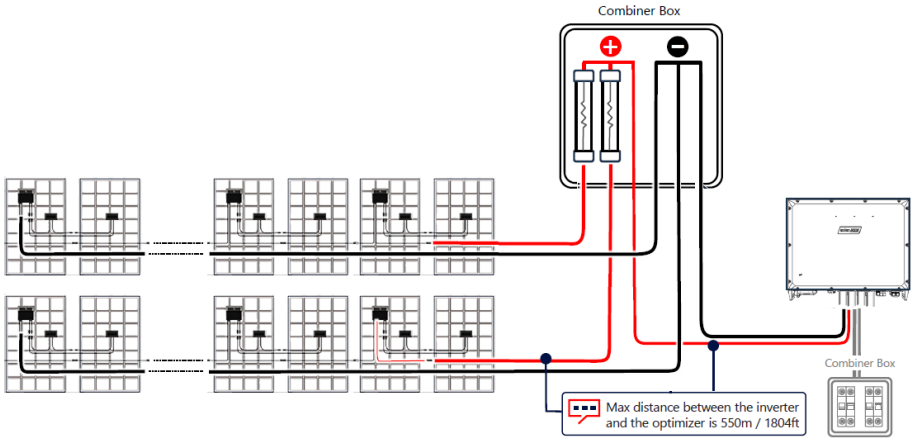 Combiner Box
+
−
Combiner Box
Max distance between the inverter
and the optimizer is 550m / 1804ft